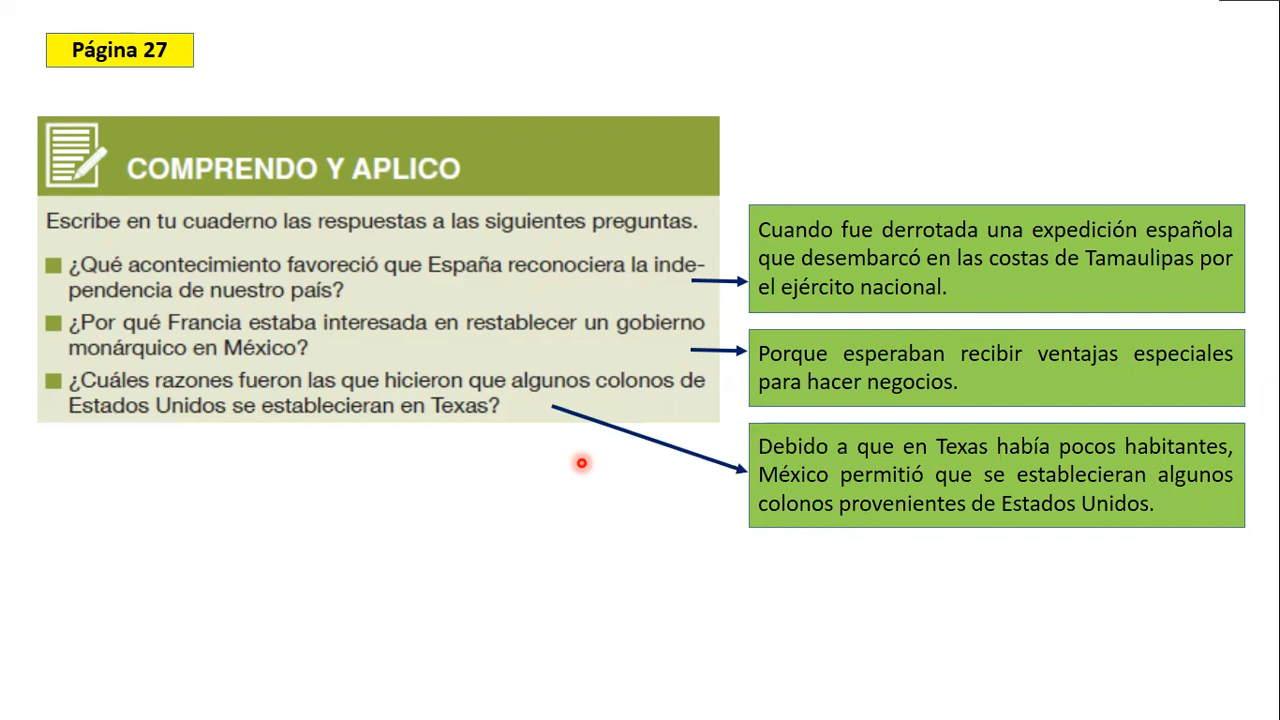 Página 27
COMPRENDO Y APLICO
Escribe en tu cuaderno las respuestas a las siguientes preguntas.
¿Qué acontecimiento favoreció que España reconociera la inde-
pendencia de nuestro país?
¿Por qué Francia estaba interesada en restablecer un gobierno
monárquico en México?
¿Cuáles razones fueron las que hicieron que algunos colonos de
Estados Unidos se establecieran en Texas?
Cuando fue derrotada una expedición española
que desembarcó en las costas de Tamaulipas por
el ejército nacional.
Porque esperaban recibir ventajas especiales
para hacer negocios.
Debido a que en Texas había pocos habitantes,
México permitió que se establecieran algunos
colonos provenientes de Estados Unidos.